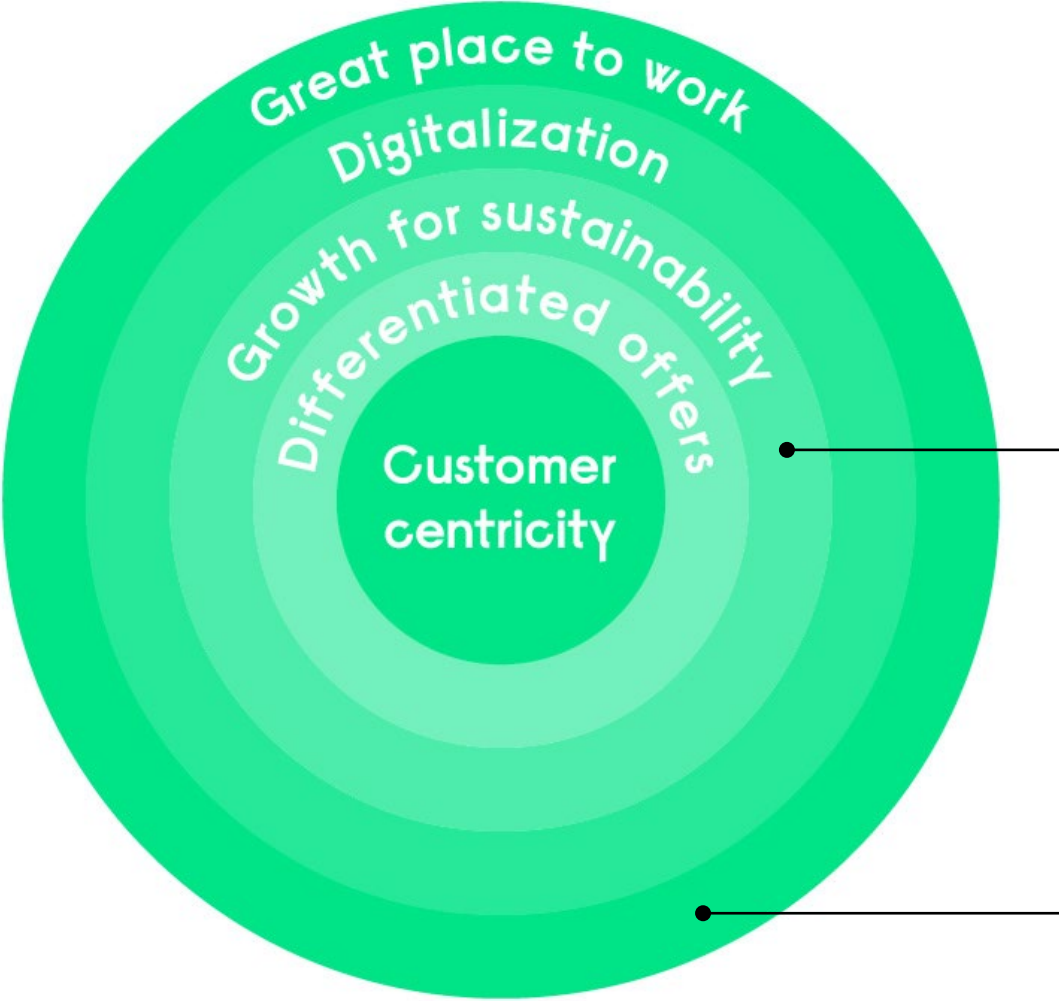 Great place to work
Digitalization
Growth for sustainability
Differentiated offers
Customer
centricity